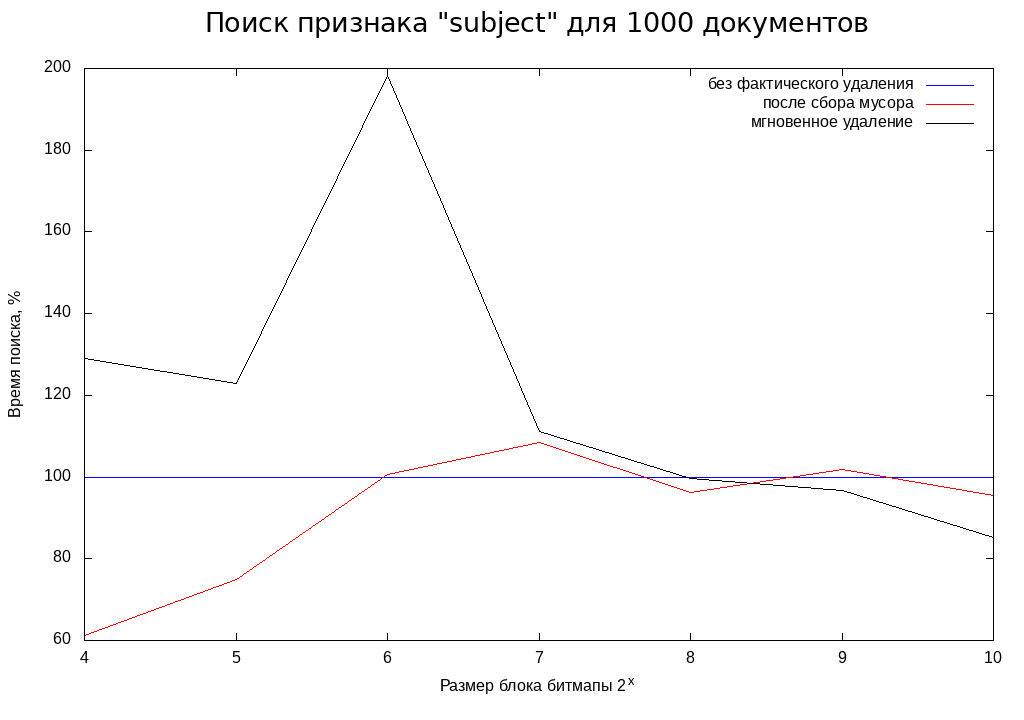 Поиск признака "subject" для 1000 документов
200
180
160
140
120
100
80
60
4 5 6 7 8 9 10
без фактического удаления
после сбора мусора
мгновенное удаление
Время поиска, %
Размер блока битмапы 2^x